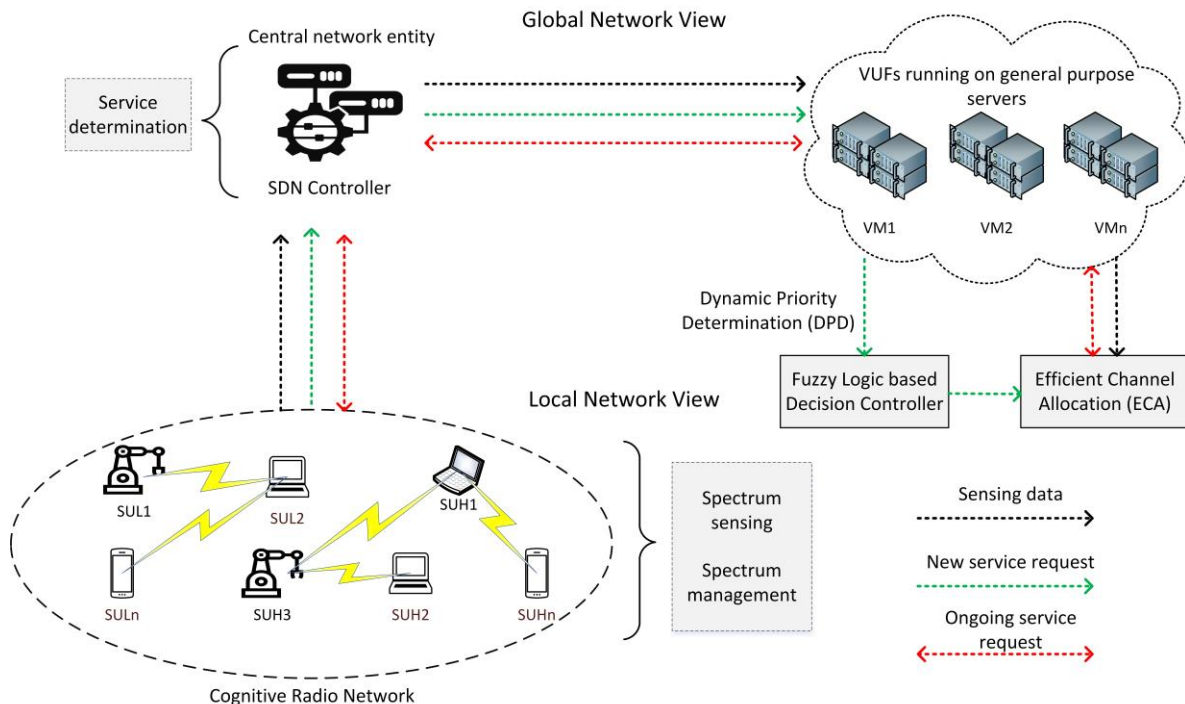 Global Network View
Central network entity
Service
determination
SDN Controller
VUFs running on general purpose
servers
VM1
VM2
VMn
Dynamic Priority
Determination (DPD)
Fuzzy Logic based
Decision Controller
Efficient Channel
Allocation (ECA)
Local Network View
SUL1
SUL2
SUH1
SULn
SUH3
SUH2
SUHn
Cognitive Radio Network
Spectrum
sensing
Spectrum
management
Sensing data
New service request
Ongoing service
request